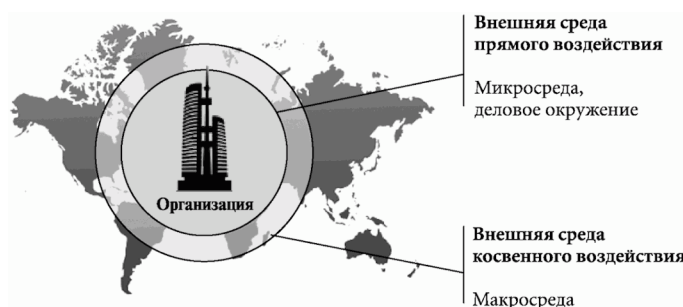 Внешняя среда
прямого воздействия
Микросреда,
деловое окружение
Организация
Внешняя среда
косвенного воздействия
Макросреда